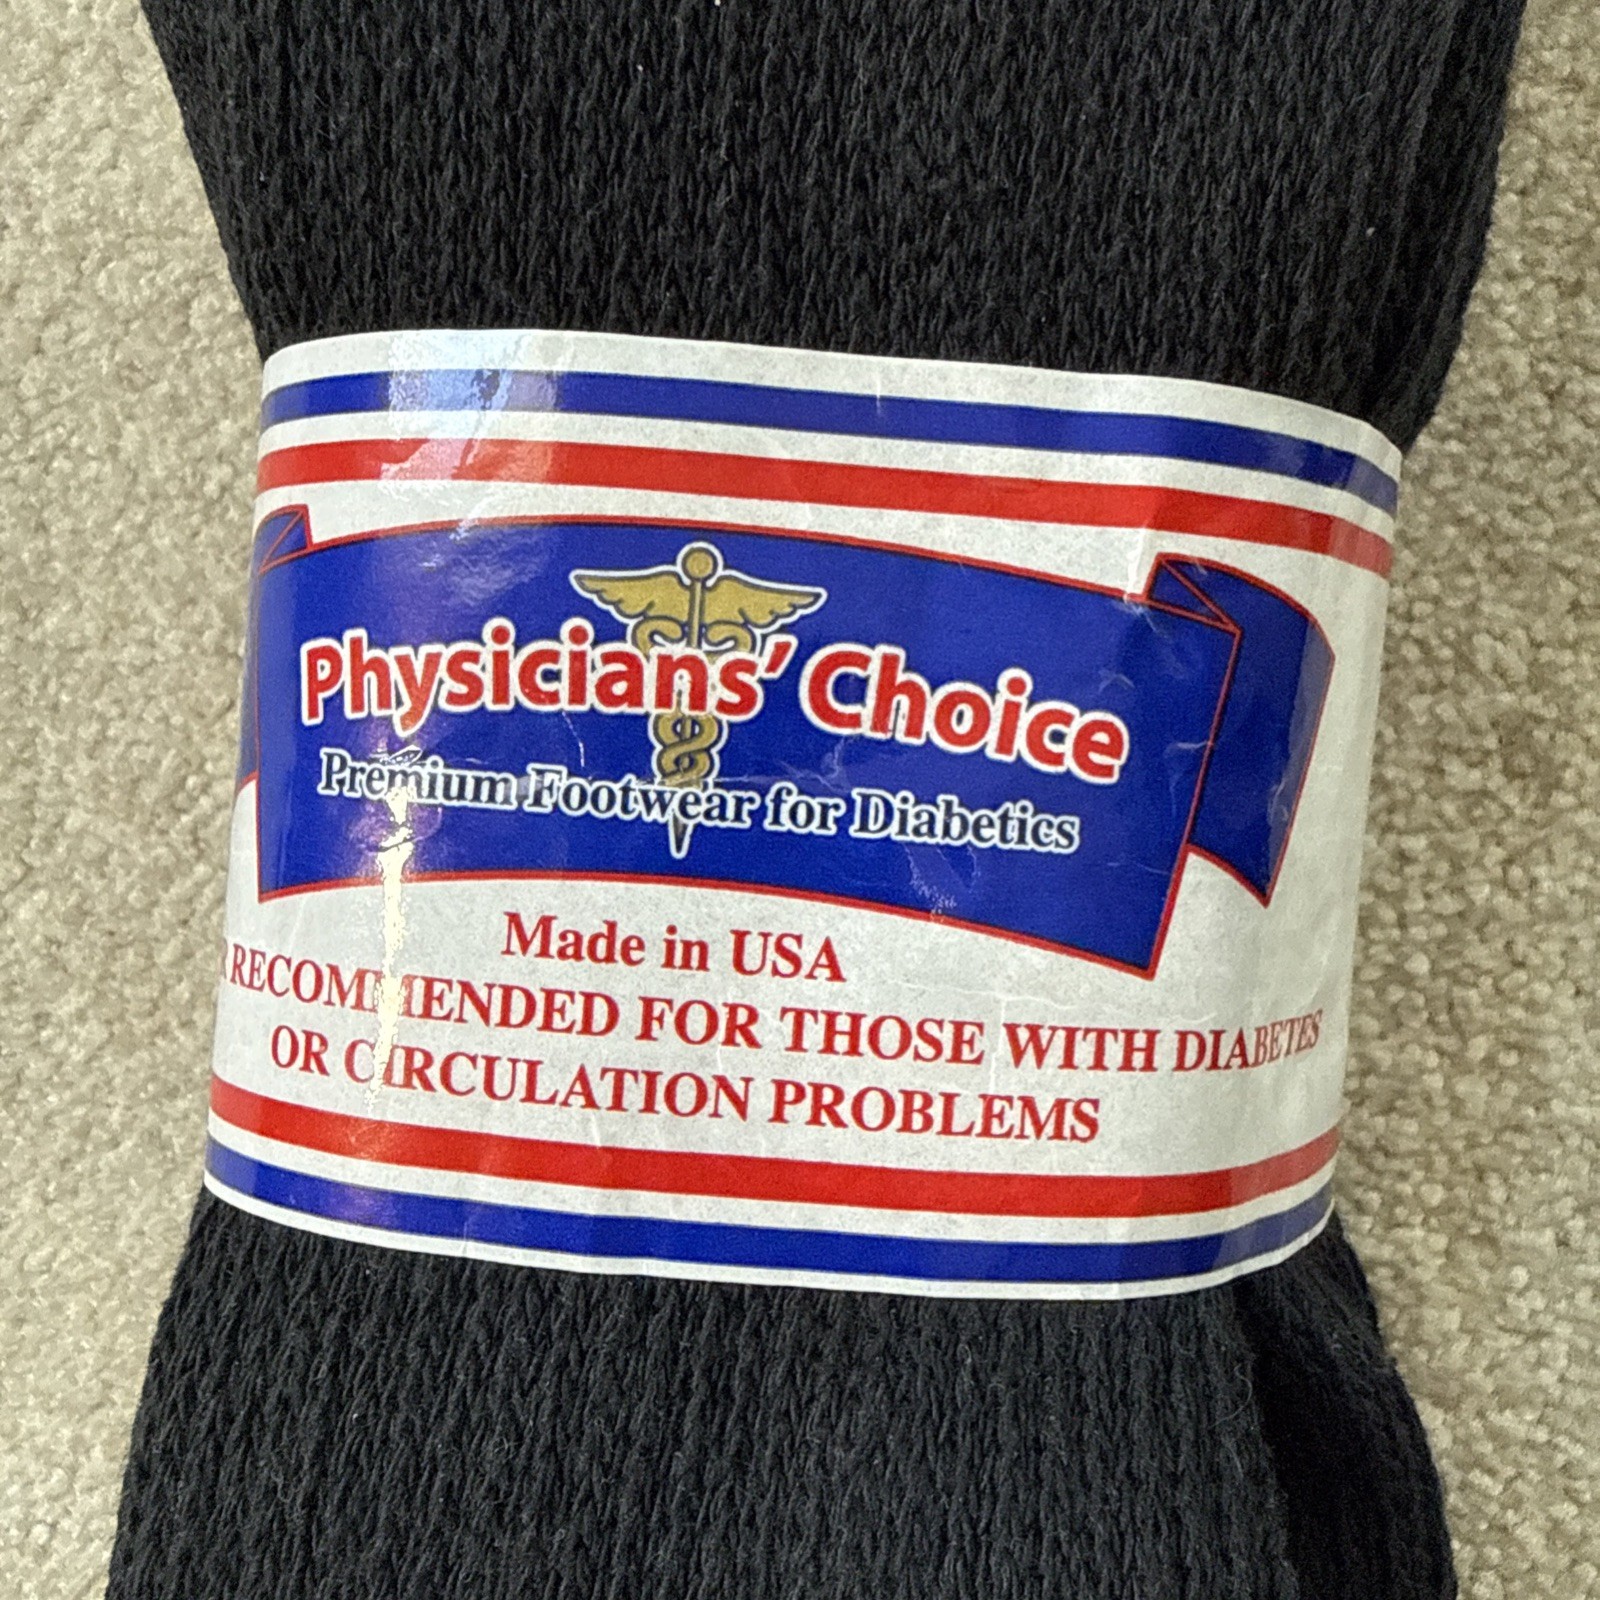 Physicians' Choice
Premium Footwear for Diabetics
Made in USA
RECOMMENDED FOR THOSE WITH DIABETES
OR CIRCULATION PROBLEMS